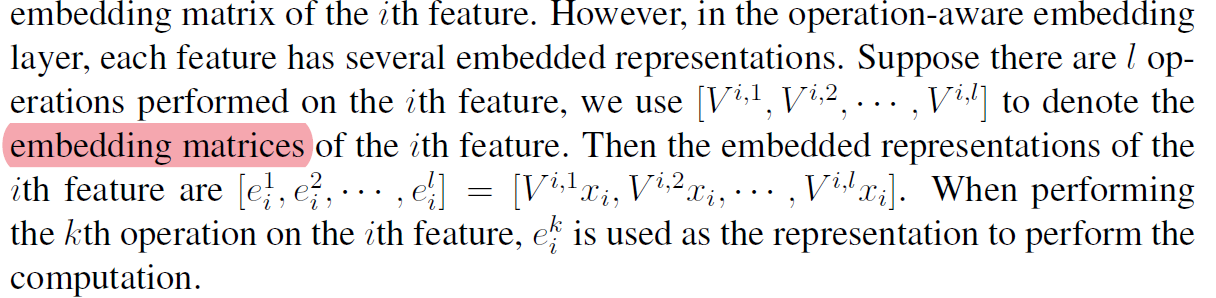 embedding matrix of the ith feature. However, in the operation-aware embedding
layer, each feature has several embedded representations. Suppose there are l op-
erations performed on the ith feature, we use [V^{i,1}, V^{i,2}, ⋯ , V^{i,l}] to denote the
embedding matrices of the ith feature. Then the embedded representations of the
ith feature are [e_i^1, e_i^2, ⋯ , e_i^l] = [V^{i,1}x_i, V^{i,2}x_i, ⋯ , V^{i,l}x_i]. When performing
the kth operation on the ith feature, e_i^k is used as the representation to perform the
computation.